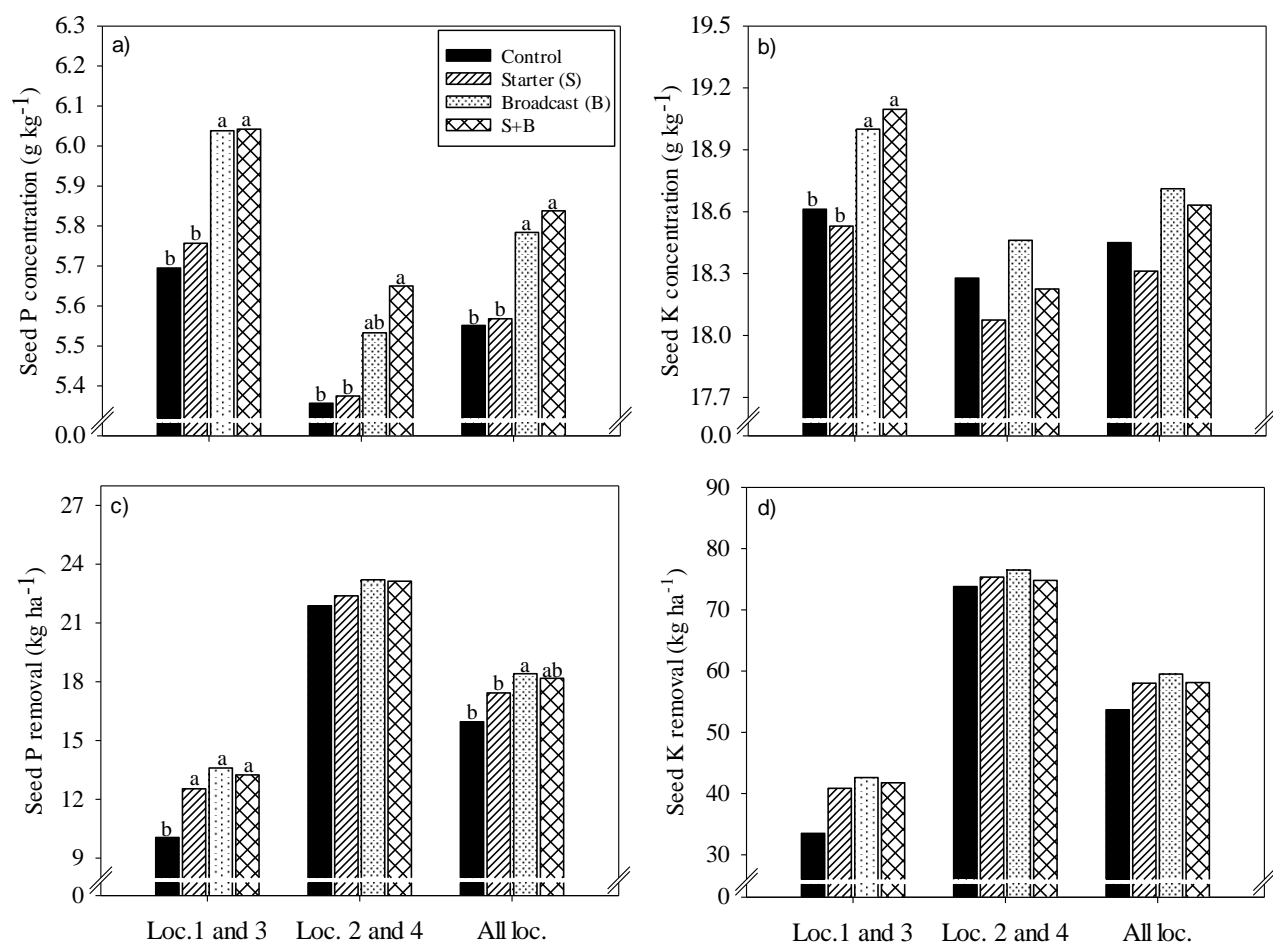 a)
Seed P concentration (g kg⁻¹)
6.3
6.2
6.1
6.0
5.9
5.8
5.7
5.6
5.5
5.4
0.0
Control
Starter (S)
Broadcast (B)
S+B
b
b
a
a
b
b
ab
a
b
b
a
a
b)
Seed K concentration (g kg⁻¹)
19.5
19.2
18.9
18.6
18.3
18.0
17.7
0.0
b
b
a
a
c)
Seed P removal (kg ha⁻¹)
27
24
21
18
15
12
9
0
b
a
a
a
b
b
a
ab
Loc.1 and 3
Loc. 2 and 4
All loc.
d)
Seed K removal (kg ha⁻¹)
90
80
70
60
50
40
30
0
Loc.1 and 3
Loc. 2 and 4
All loc.